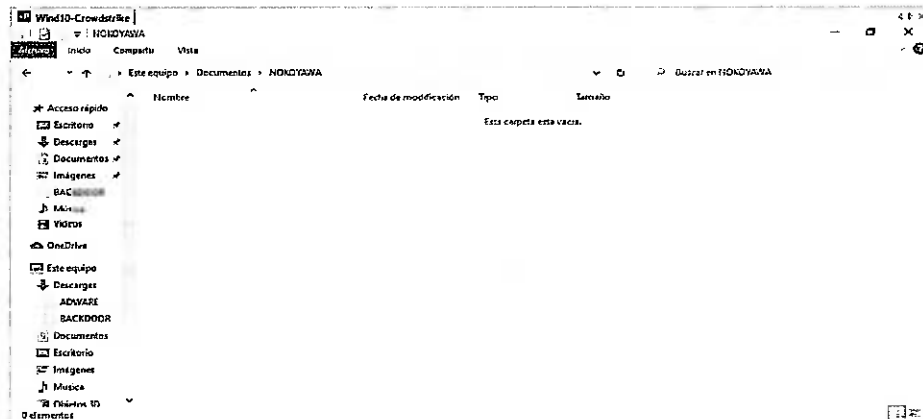 Win10-Crowdstrike
NOKOYAWA
Archivo Inicio Compartir Vista
Este equipo > Documentos > NOKOYAWA
Buscar en NOKOYAWA
Nombre Fecha de modificación Tipo Tamaño
Esta carpeta está vacía.
Acceso rápido
Escritorio
Descargas
Documentos
Imágenes
Vídeos
OneDrive
Este equipo
Descargas
ADWARE
BACKDOOR
Documentos
Escritorio
Imágenes
Música
Objetos 3D
0 elementos